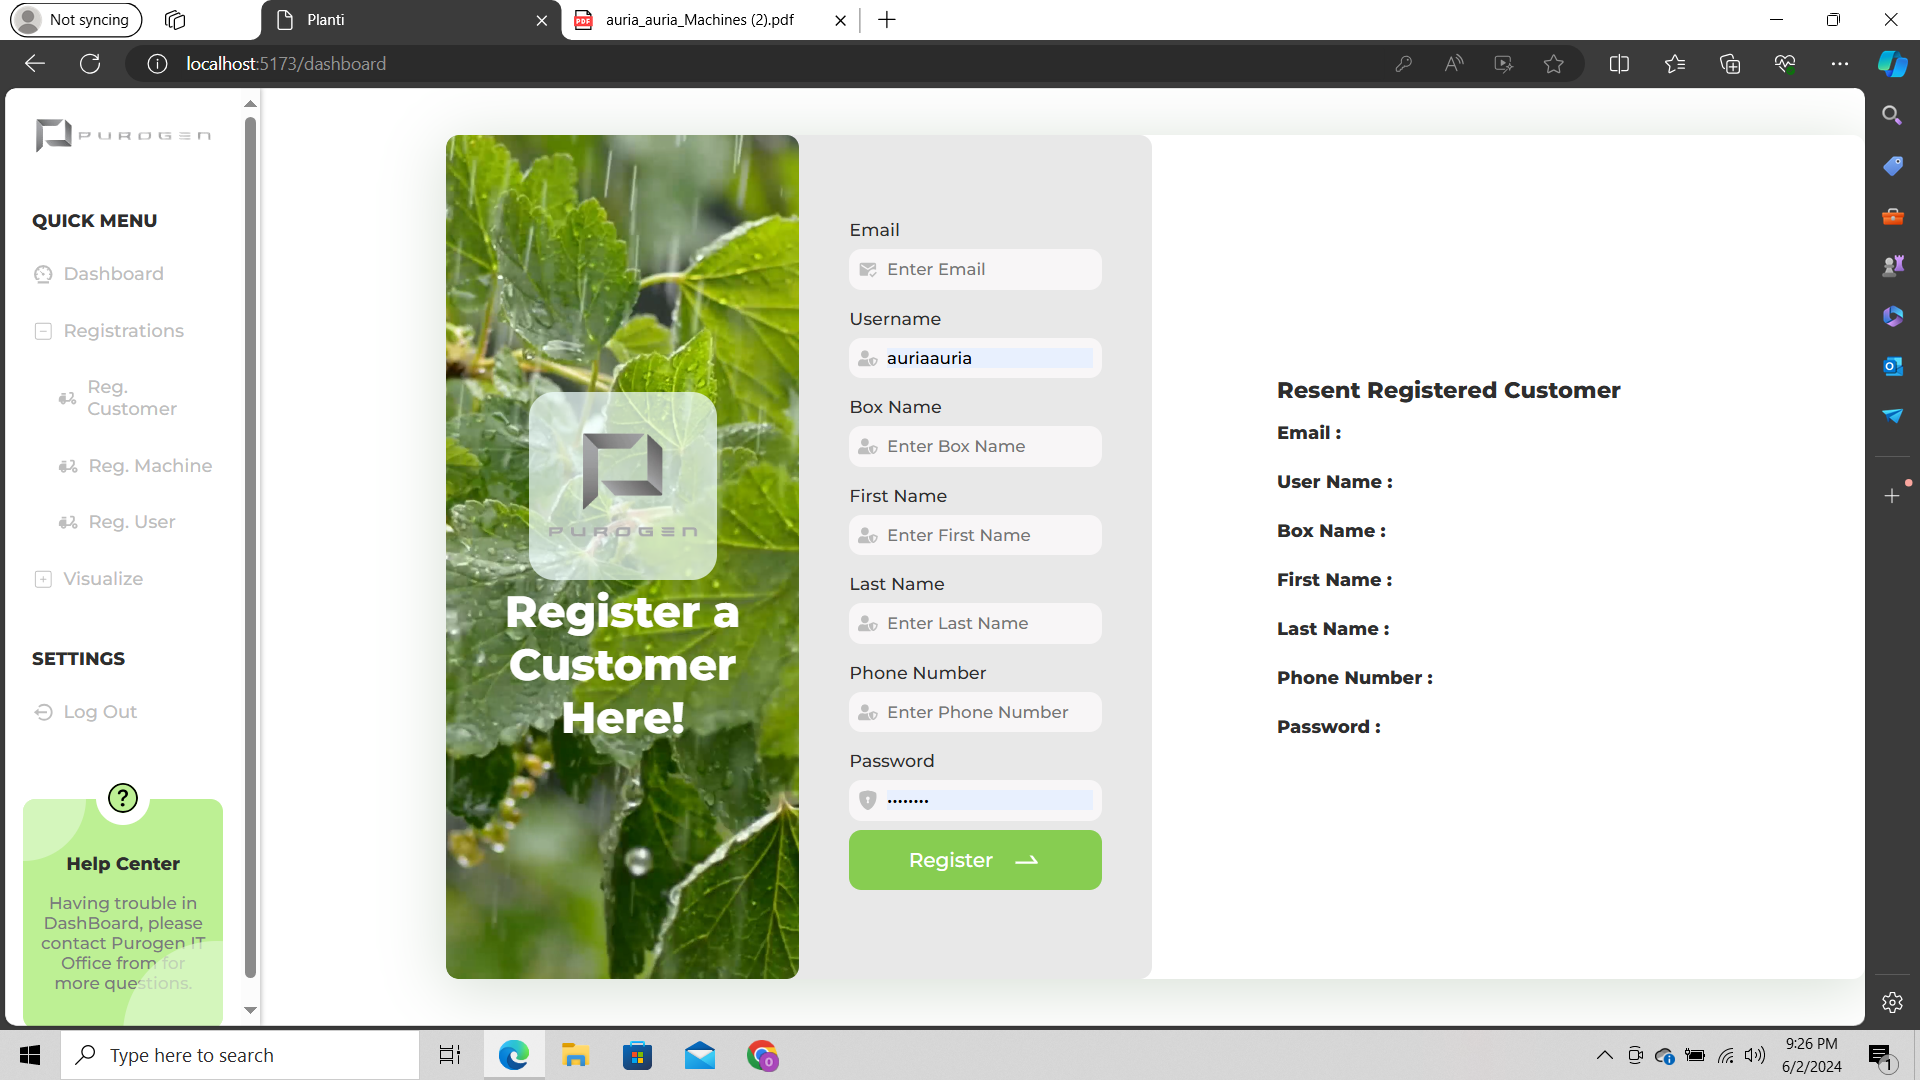 Not syncing
Planti
auria_auria_Machines (2).pdf
localhost:5173/dashboard
PUROGEN
QUICK MENU
Dashboard
Registrations
Reg.
Customer
Reg. Machine
Reg. User
Visualize
SETTINGS
Log Out
?
Help Center
Having trouble in
DashBoard, please
contact Purogen IT
Office from for
more questions.
PUROGEN
Register a
Customer
Here!
Email
Enter Email
Username
auriaauria
Box Name
Enter Box Name
First Name
Enter First Name
Last Name
Enter Last Name
Phone Number
Enter Phone Number
Password
••••••••
Register
Resent Registered Customer
Email :
User Name :
Box Name :
First Name :
Last Name :
Phone Number :
Password :
Type here to search
9:26 PM
6/2/2024
1